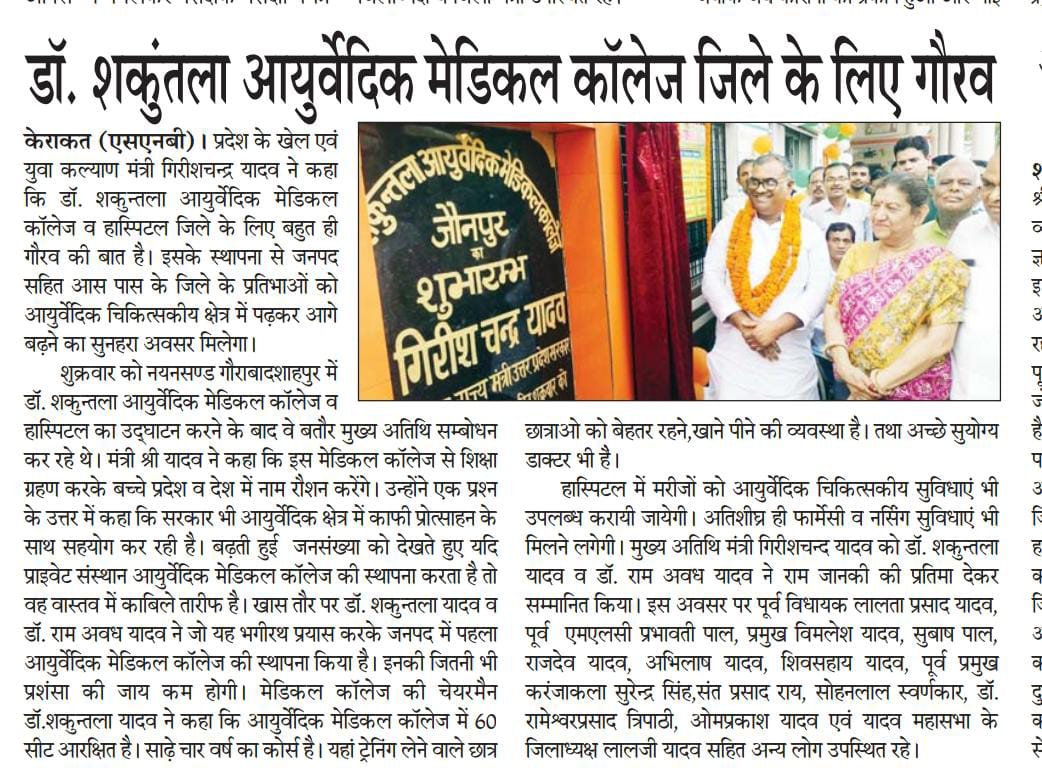 डॉ. शकुंतला आयुर्वेदिक मेडिकल कॉलेज जिले के लिए गौरव
केराकत (एसएनबी)। प्रदेश के खेल एवं
युवा कल्याण मंत्री गिरीशचन्द्र यादव ने कहा
कि डॉ. शकुन्तला आयुर्वेदिक मेडिकल
कॉलेज व हास्पिटल जिले के लिए बहुत ही
गौरव की बात है। इसके स्थापना से जनपद
सहित आस पास के जिले के प्रतिभाओं को
आयुर्वेदिक चिकित्सकीय क्षेत्र में पढ़कर आगे
बढ़ने का सुनहरा अवसर मिलेगा।
शुक्रवार को नयनसण्ड गौराबादशाहपुर में
डॉ. शकुन्तला आयुर्वेदिक मेडिकल कॉलेज व
हास्पिटल का उद्घाटन करने के बाद वे बतौर मुख्य अतिथि सम्बोधन
कर रहे थे। मंत्री श्री यादव ने कहा कि इस मेडिकल कॉलेज से शिक्षा
ग्रहण करके बच्चे प्रदेश व देश में नाम रौशन करेंगे। उन्होंने एक प्रश्न
के उत्तर में कहा कि सरकार भी आयुर्वेदिक क्षेत्र में काफी प्रोत्साहन के
साथ सहयोग कर रही है। बढ़ती हुई जनसंख्या को देखते हुए यदि
प्राइवेट संस्थान आयुर्वेदिक मेडिकल कॉलेज की स्थापना करता है तो
वह वास्तव में काबिले तारीफ है। खास तौर पर डॉ. शकुन्तला यादव व
डॉ. राम अवध यादव ने जो यह भगीरथ प्रयास करके जनपद में पहला
आयुर्वेदिक मेडिकल कॉलेज की स्थापना किया है। इनकी जितनी भी
प्रशंसा की जाय कम होगी। मेडिकल कॉलेज की चेयरमैन
डॉ.शकुन्तला यादव ने कहा कि आयुर्वेदिक मेडिकल कॉलेज में 60
सीट आरक्षित है। साढ़े चार वर्ष का कोर्स है। यहां ट्रेनिंग लेने वाले छात्र
शकुन्तला आयुर्वेदिक मेडिकल कालेज
जौनपुर
का
शुभारम्भ
गिरीश चन्द्र यादव
राज्य मंत्री उत्तर प्रदेश सरकार
छात्राओ को बेहतर रहने,खाने पीने की व्यवस्था है। तथा अच्छे सुयोग्य
डाक्टर भी है।
हास्पिटल में मरीजों को आयुर्वेदिक चिकित्सकीय सुविधाएं भी
उपलब्ध करायी जायेगी। अतिशीघ्र ही फार्मेसी व नर्सिंग सुविधाएं भी
मिलने लगेगी। मुख्य अतिथि मंत्री गिरीशचन्द यादव को डॉ. शकुन्तला
यादव व डॉ. राम अवध यादव ने राम जानकी की प्रतिमा देकर
सम्मानित किया। इस अवसर पर पूर्व विधायक लालता प्रसाद यादव,
पूर्व एमएलसी प्रभावती पाल, प्रमुख विमलेश यादव, सुबाष पाल,
राजदेव यादव, अभिलाष यादव, शिवसहाय यादव, पूर्व प्रमुख
करंजाकला सुरेन्द्र सिंह,संत प्रसाद राय, सोहनलाल स्वर्णकार, डॉ.
रामेश्वरप्रसाद त्रिपाठी, ओमप्रकाश यादव एवं यादव महासभा के
जिलाध्यक्ष लालजी यादव सहित अन्य लोग उपस्थित रहे।